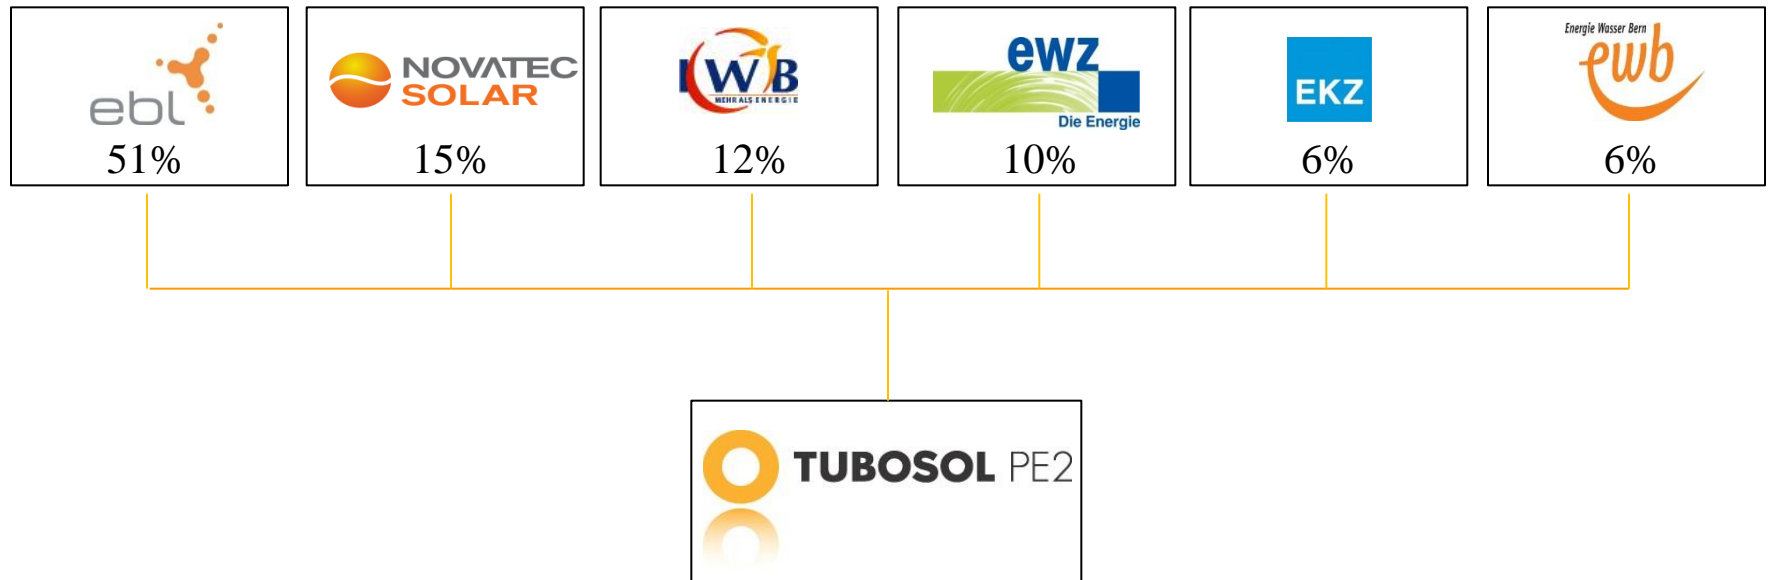 ebl
51%
NOVATEC
SOLAR
15%
IWB
MEHR ALS ENERGIE
12%
ewz
Die Energie
10%
EKZ
6%
Energie Wasser Bern
ewb
6%
TUBOSOL PE2